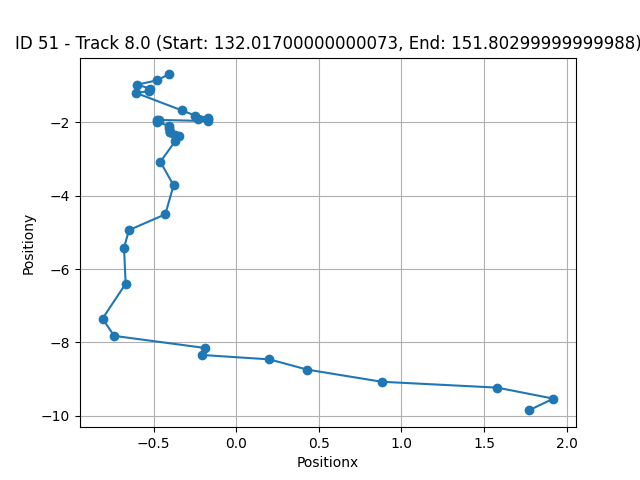 ID 51 - Track 8.0 (Start: 132.01700000000073, End: 151.80299999999988)
Positiony
−2
−4
−6
−8
−10
−0.5 0.0 0.5 1.0 1.5 2.0
Positionx